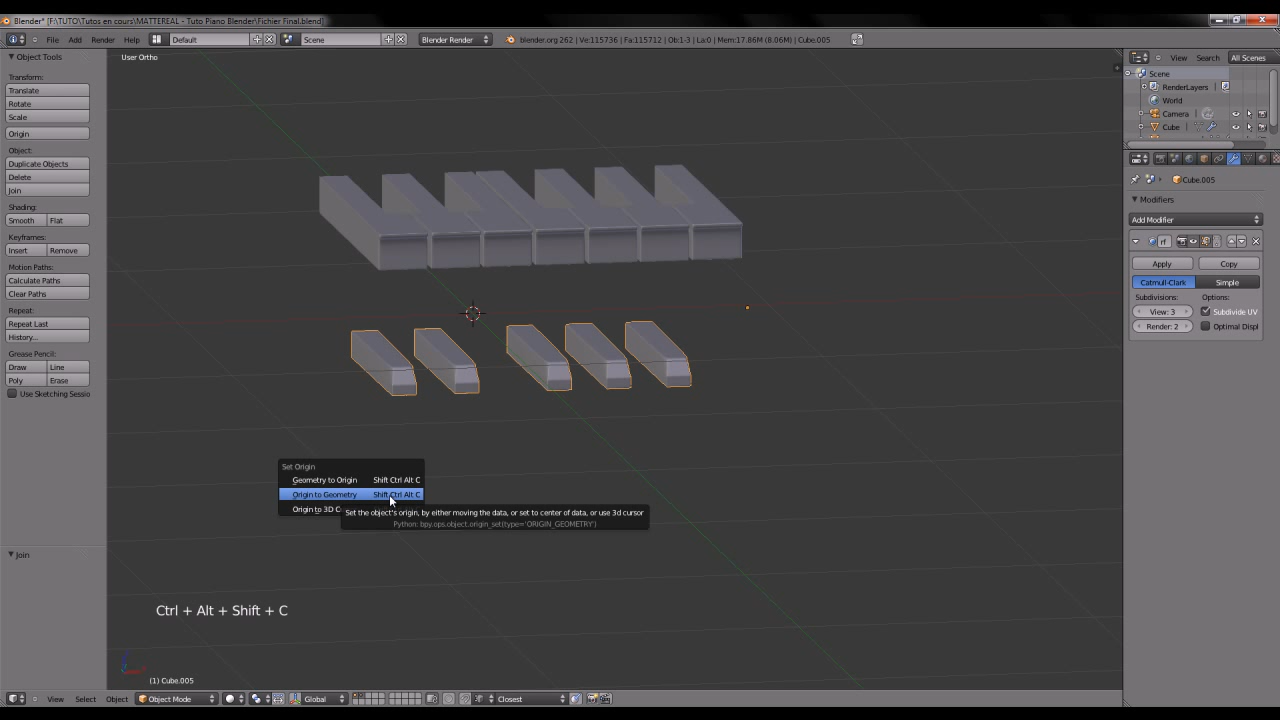 Blender* [F:\TUTO\Tutos en cours\MATTEREAL - Tuto Piano Blender\Fichier Final.blend]
File Add Render Help Default Scene Blender Render blender.org 262 | Ve:115736 | Fa:115712 | Ob:1-3 | La:0 | Mem:17.86M (8.06M) | Cube.005
Object Tools
Transform:
Translate
Rotate
Scale
Origin
Object:
Duplicate Objects
Delete
Join
Shading:
Smooth Flat
Keyframes:
Insert Remove
Motion Paths:
Calculate Paths
Clear Paths
Repeat:
Repeat Last
History...
Grease Pencil:
Draw Line
Poly Erase
Use Sketching Sessio
Join
User Ortho
Set Origin
Geometry to Origin Shift Ctrl Alt C
Origin to Geometry Shift Ctrl Alt C
Origin to 3D C
Set the object's origin, by either moving the data, or set to center of data, or use 3d cursor
Python: bpy.ops.object.origin_set(type='ORIGIN_GEOMETRY')
Ctrl + Alt + Shift + C
(1) Cube.005
View Select Object Object Mode Global Closest
View Search All Scenes
Scene
RenderLayers
World
Camera
Cube
Cube.005
Modifiers
Add Modifier
rf
Apply Copy
Catmull-Clark Simple
Subdivisions: Options:
View: 3 Subdivide UV
Render: 2 Optimal Displ